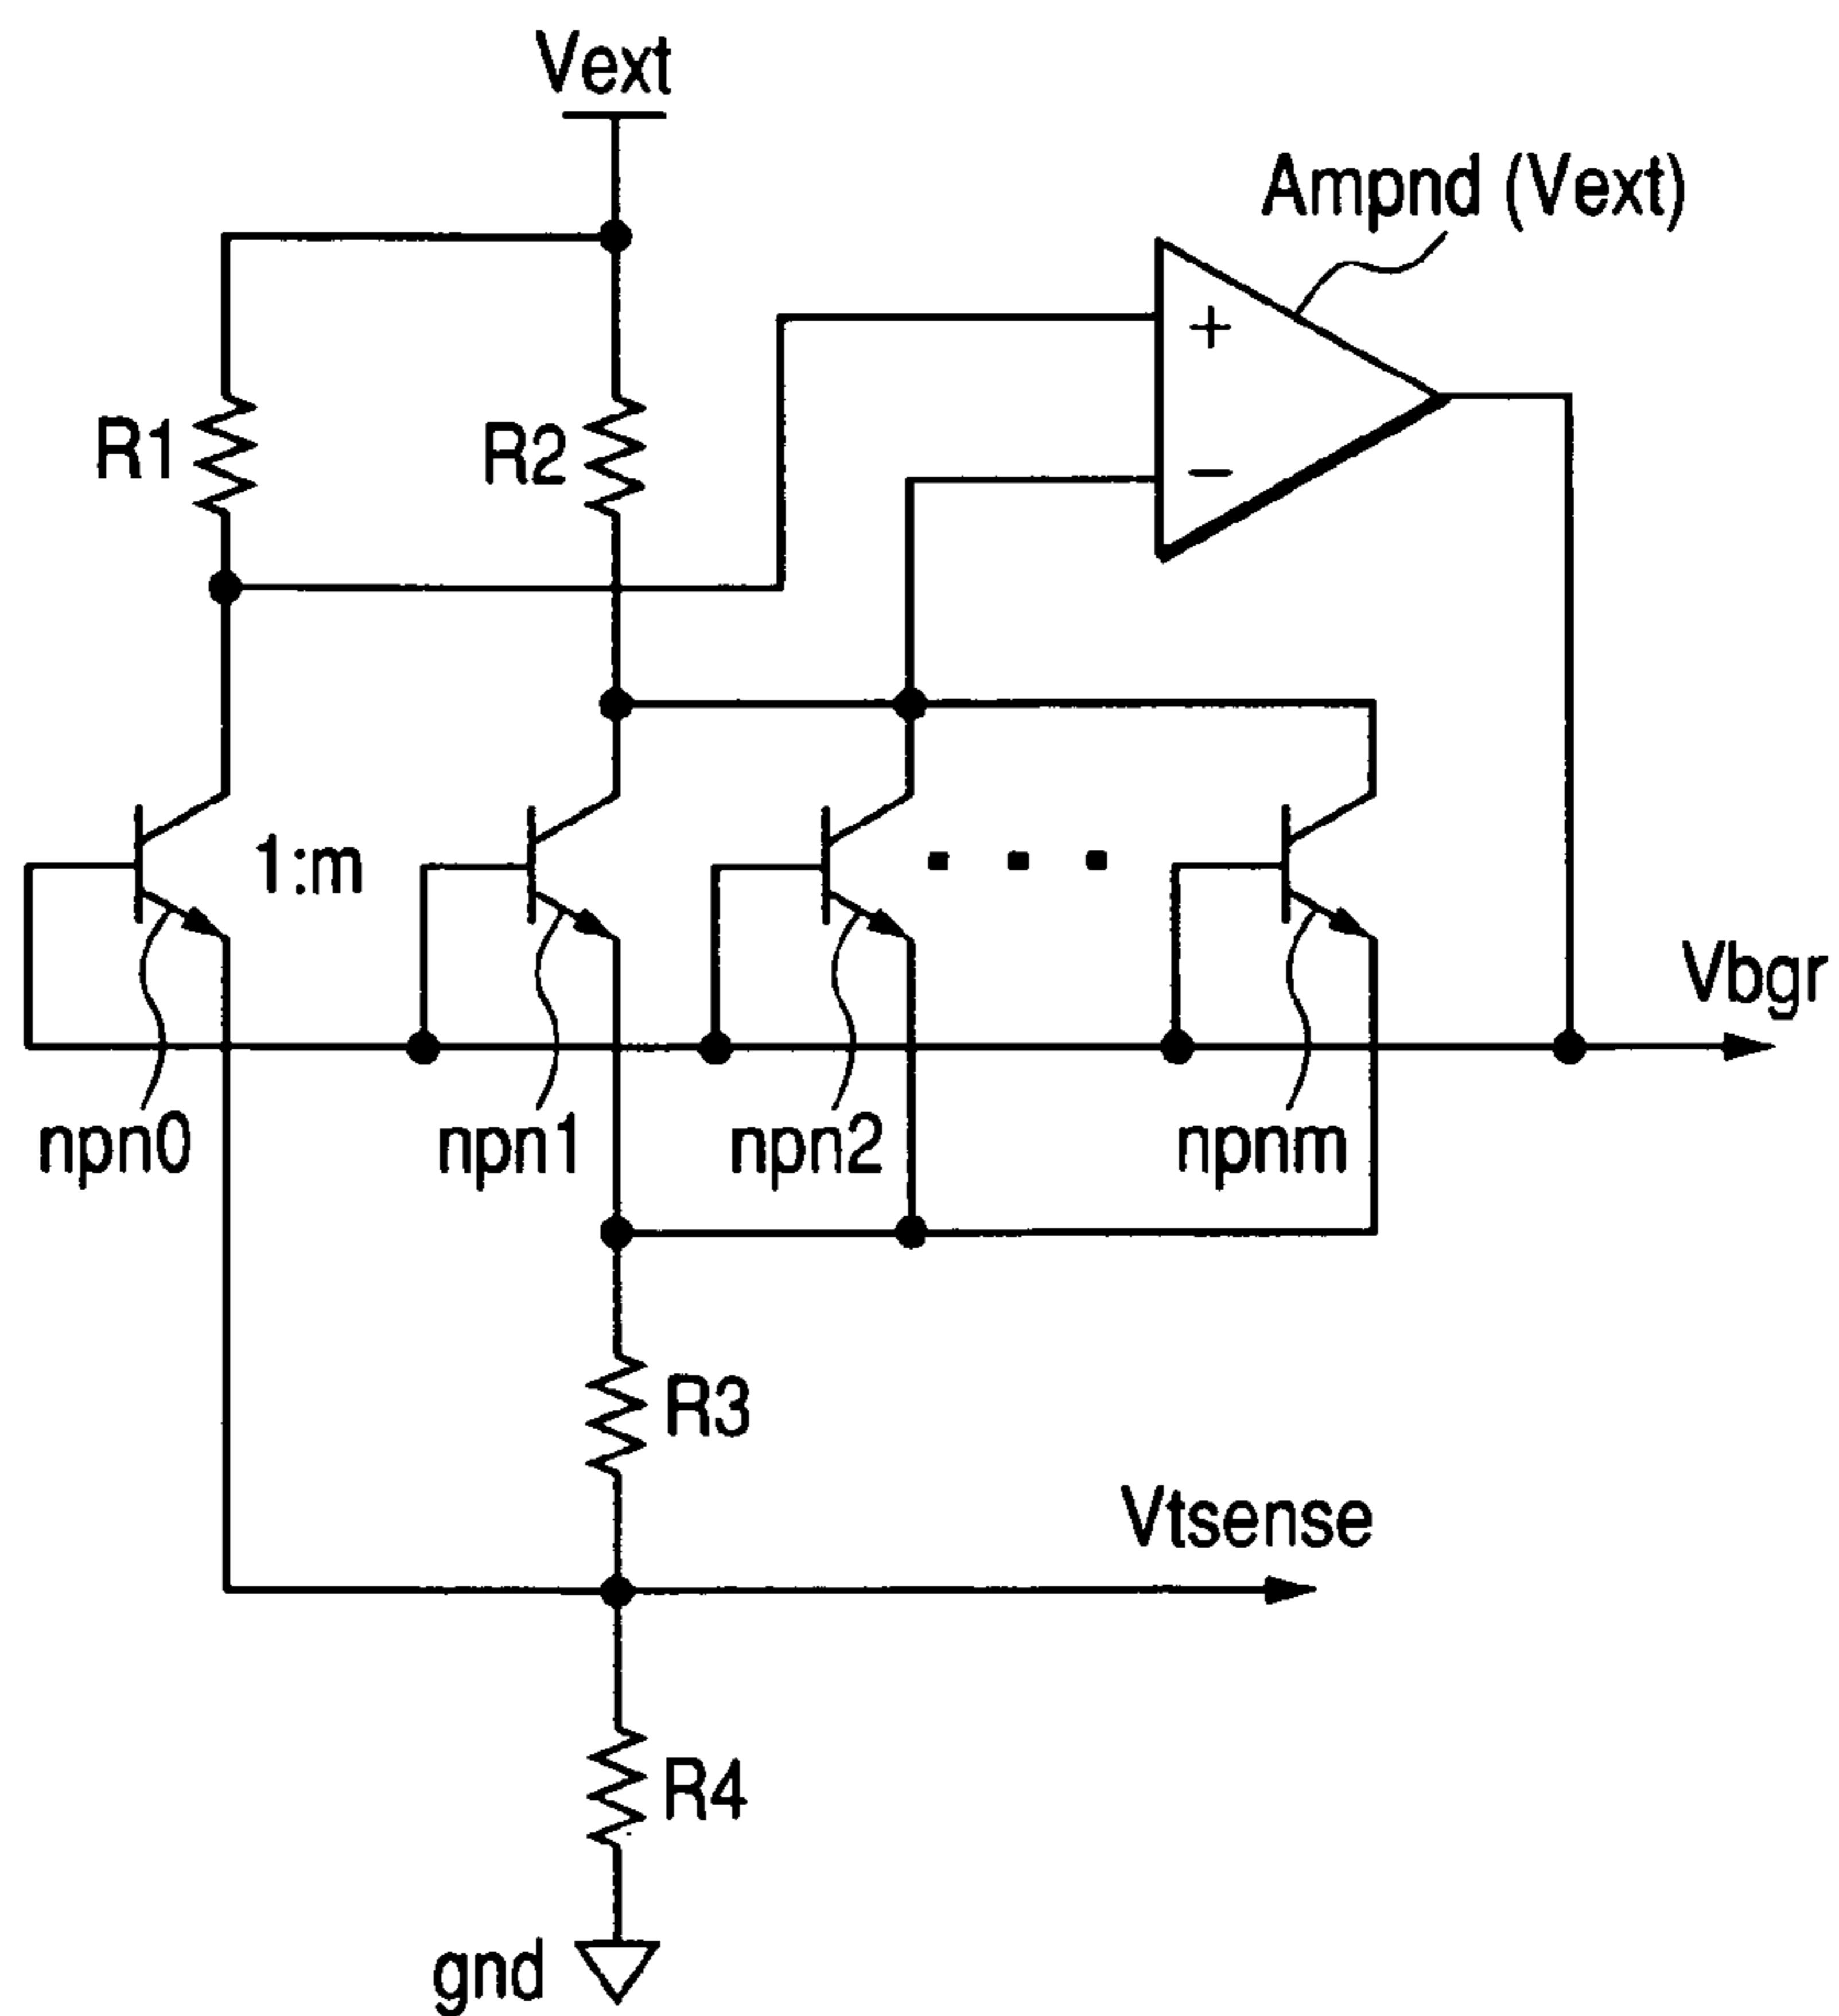 Vext
Ampnd (Vext)
+
−
R1
R2
1:m
Vbgr
npn0
npn1
npn2
npnm
R3
Vtsense
R4
gnd